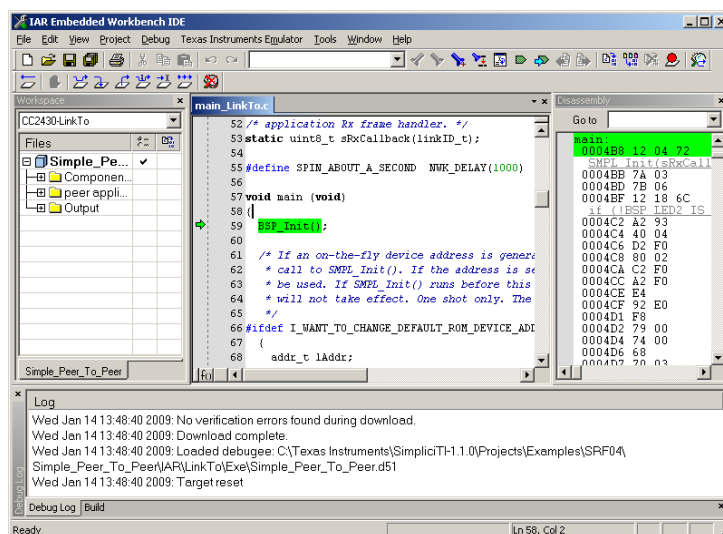 IAR Embedded Workbench IDE
File Edit View Project Debug Texas Instruments Emulator Tools Window Help
Workspace
CC2430-LinkTo
Files
Simple_Pe...
Componen...
peer appli...
Output
Simple_Peer_To_Peer
main_LinkTo.c
52 /* application Rx frame handler. */
53 static uint8_t sRxCallback(linkID_t);
54
55 #define SPIN_ABOUT_A_SECOND NWK_DELAY(1000)
56
57 void main (void)
58 {
59 BSP_Init();
60
61 /* If an on-the-fly device address is genera
62 * call to SMPL_Init(). If the address is se
63 * be used. If SMPL_Init() runs before this
64 * will not take effect. One shot only. The
65 */
66 #ifdef I_WANT_TO_CHANGE_DEFAULT_ROM_DEVICE_ADD
67 {
68 addr_t lAddr;
f()
Disassembly
Go to
main:
0004B8 12 04 72
SMPL_Init(sRxCall
0004BB 7A 03
0004BD 7B 06
0004BF 12 18 6C
if (!BSP_LED2_IS_
0004C2 A2 93
0004C4 40 04
0004C6 D2 F0
0004C8 80 02
0004CA C2 F0
0004CC A2 F0
0004CE E4
0004CF 92 E0
0004D1 F8
0004D2 79 00
0004D4 74 00
0004D6 68
0004D7 70 03
Log
Wed Jan 14 13:48:40 2009: No verification errors found during download.
Wed Jan 14 13:48:40 2009: Download complete.
Wed Jan 14 13:48:40 2009: Loaded debugee: C:\Texas Instruments\SimpliciTI-1.1.0\Projects\Examples\SRF04\
Simple_Peer_To_Peer\IAR\LinkTo\Exe\Simple_Peer_To_Peer.d51
Wed Jan 14 13:48:40 2009: Target reset
Debug Log
Debug Log Build
Ready
Ln 58, Col 2